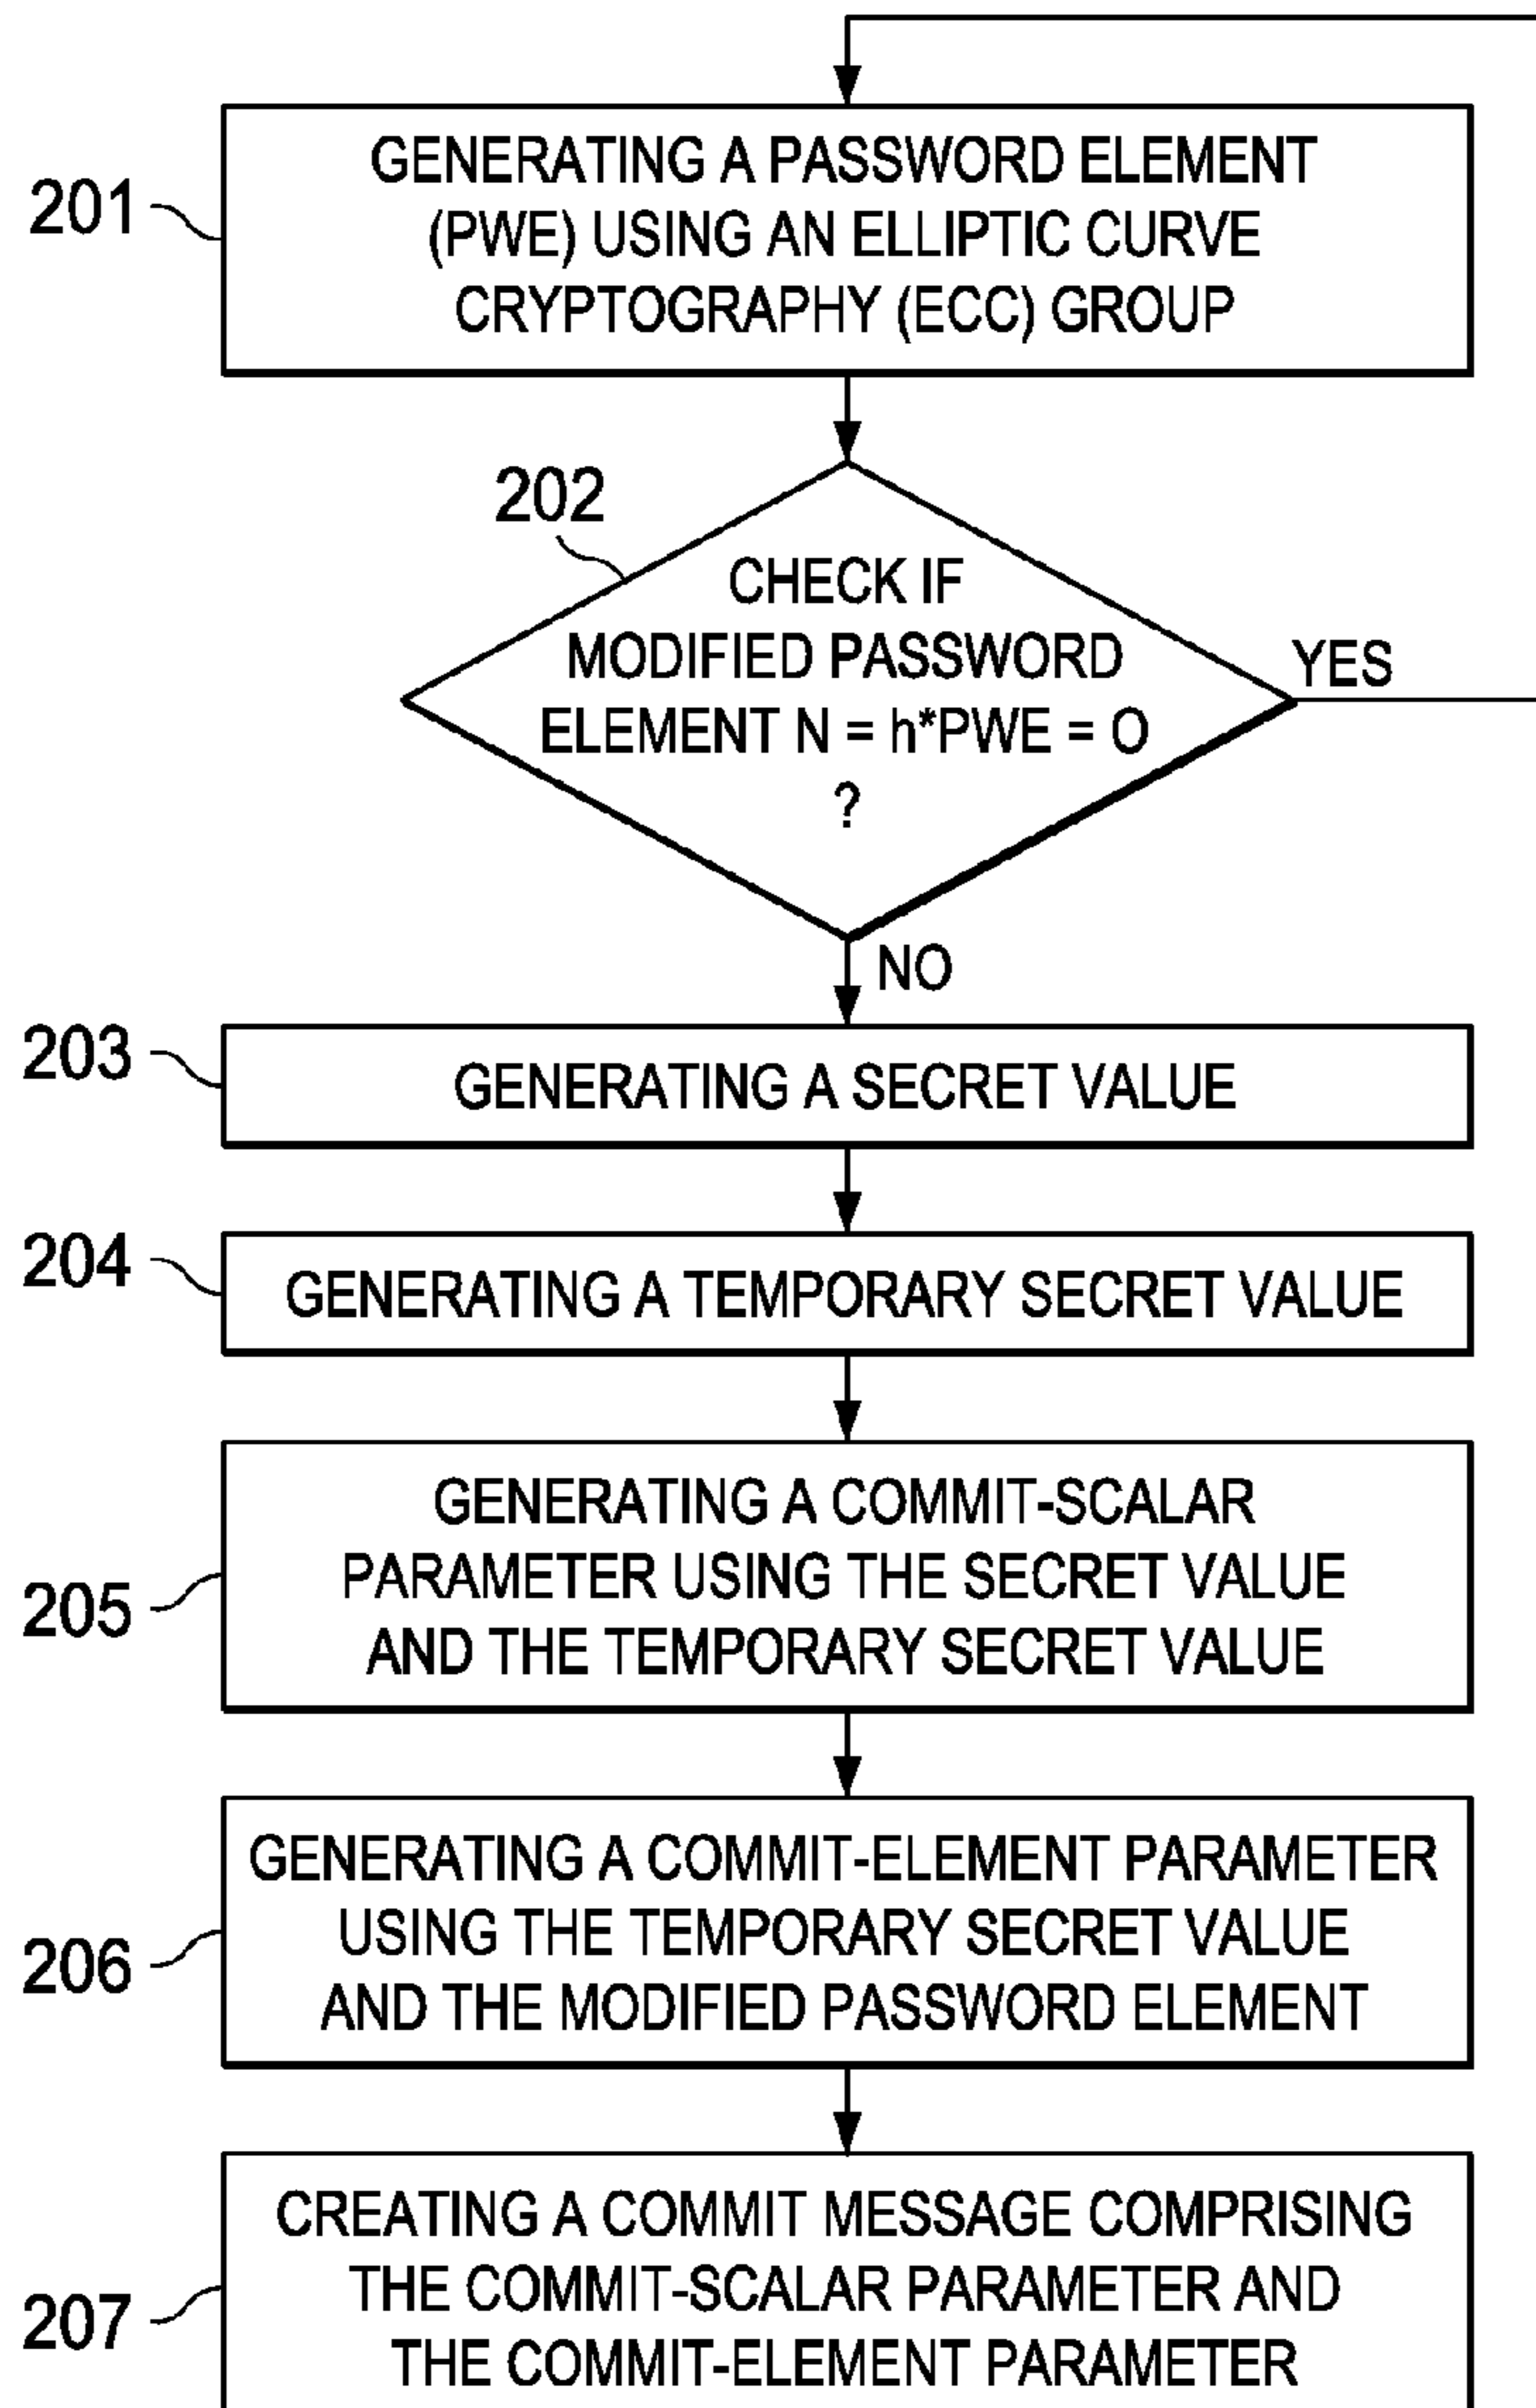 201
GENERATING A PASSWORD ELEMENT
(PWE) USING AN ELLIPTIC CURVE
CRYPTOGRAPHY (ECC) GROUP
202
CHECK IF
MODIFIED PASSWORD
ELEMENT N = h*PWE = O
?
YES
NO
203
GENERATING A SECRET VALUE
204
GENERATING A TEMPORARY SECRET VALUE
205
GENERATING A COMMIT-SCALAR
PARAMETER USING THE SECRET VALUE
AND THE TEMPORARY SECRET VALUE
206
GENERATING A COMMIT-ELEMENT PARAMETER
USING THE TEMPORARY SECRET VALUE
AND THE MODIFIED PASSWORD ELEMENT
207
CREATING A COMMIT MESSAGE COMPRISING
THE COMMIT-SCALAR PARAMETER AND
THE COMMIT-ELEMENT PARAMETER